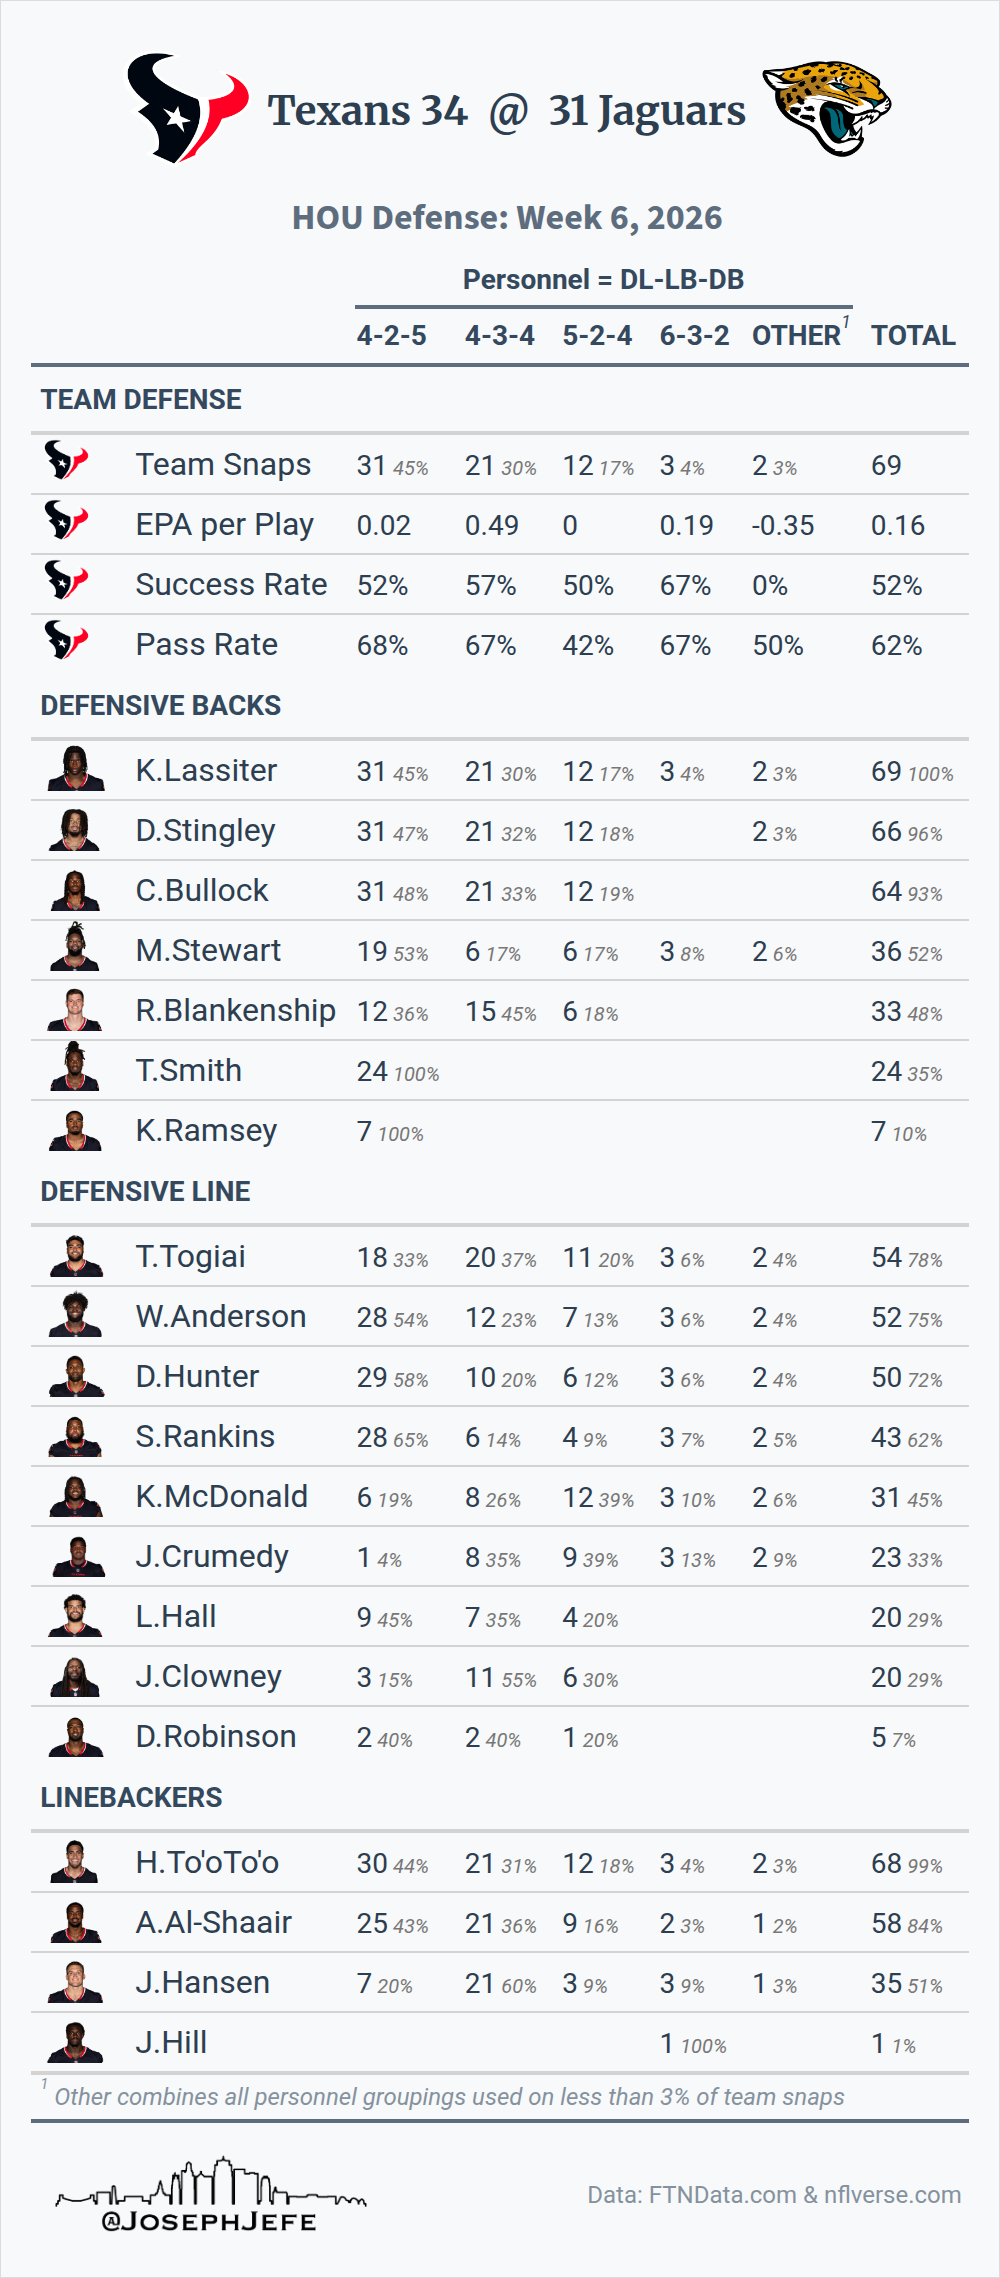 Texans 34 @ 31 Jaguars
HOU Defense: Week 6, 2026
Personnel = DL-LB-DB
4-2-5 4-3-4 5-2-4 6-3-2 OTHER1 TOTAL
TEAM DEFENSE
Team Snaps 31 45% 21 30% 12 17% 3 4% 2 3% 69
EPA per Play 0.02 0.49 0 0.19 -0.35 0.16
Success Rate 52% 57% 50% 67% 0% 52%
Pass Rate 68% 67% 42% 67% 50% 62%
DEFENSIVE BACKS
K.Lassiter 31 45% 21 30% 12 17% 3 4% 2 3% 69 100%
D.Stingley 31 47% 21 32% 12 18% 2 3% 66 96%
C.Bullock 31 48% 21 33% 12 19% 64 93%
M.Stewart 19 53% 6 17% 6 17% 3 8% 2 6% 36 52%
R.Blankenship 12 36% 15 45% 6 18% 33 48%
T.Smith 24 100% 24 35%
K.Ramsey 7 100% 7 10%
DEFENSIVE LINE
T.Togiai 18 33% 20 37% 11 20% 3 6% 2 4% 54 78%
W.Anderson 28 54% 12 23% 7 13% 3 6% 2 4% 52 75%
D.Hunter 29 58% 10 20% 6 12% 3 6% 2 4% 50 72%
S.Rankins 28 65% 6 14% 4 9% 3 7% 2 5% 43 62%
K.McDonald 6 19% 8 26% 12 39% 3 10% 2 6% 31 45%
J.Crumedy 1 4% 8 35% 9 39% 3 13% 2 9% 23 33%
L.Hall 9 45% 7 35% 4 20% 20 29%
J.Clowney 3 15% 11 55% 6 30% 20 29%
D.Robinson 2 40% 2 40% 1 20% 5 7%
LINEBACKERS
H.To'oTo'o 30 44% 21 31% 12 18% 3 4% 2 3% 68 99%
A.Al-Shaair 25 43% 21 36% 9 16% 2 3% 1 2% 58 84%
J.Hansen 7 20% 21 60% 3 9% 3 9% 1 3% 35 51%
J.Hill 1 100% 1 1%
1 Other combines all personnel groupings used on less than 3% of team snaps
@JOSEPHJEFE
Data: FTNData.com & nflverse.com